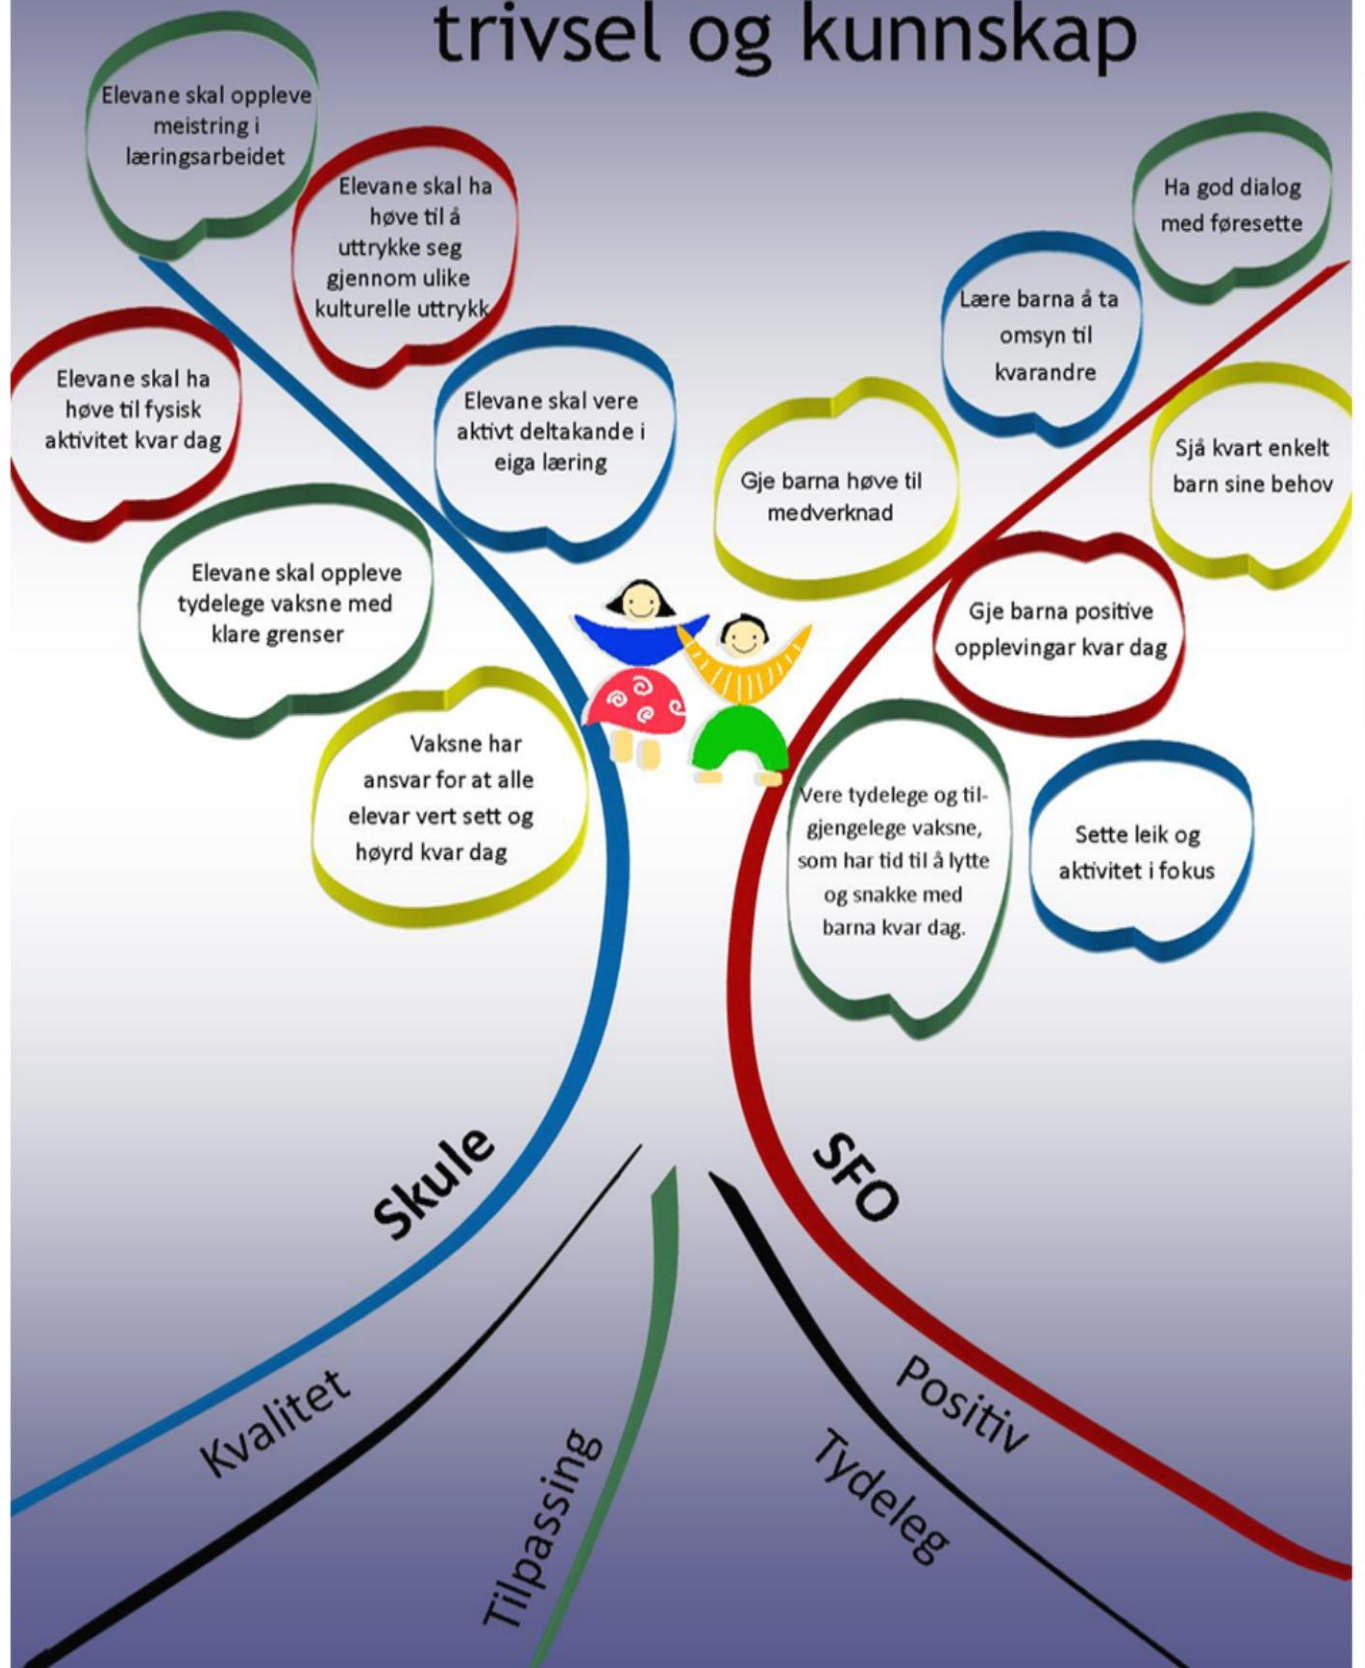 trivsel og kunnskap
Elevane skal oppleve
meistring i
læringsarbeidet
Elevane skal ha
høve til å
uttrykke seg
gjennom ulike
kulturelle uttrykk
Elevane skal ha
høve til fysisk
aktivitet kvar dag
Elevane skal vere
aktivt deltakande i
eiga læring
Elevane skal oppleve
tydelege vaksne med
klare grenser
Vaksne har
ansvar for at alle
elevar vert sett og
høyrd kvar dag
Ha god dialog
med føresette
Lære barna å ta
omsyn til
kvarandre
Sjå kvart enkelt
barn sine behov
Gje barna høve til
medverknad
Gje barna positive
opplevingar kvar dag
Vere tydelege og til-
gjengelege vaksne,
som har tid til å lytte
og snakke med
barna kvar dag.
Sette leik og
aktivitet i fokus
Skule
SFO
Kvalitet
Tilpassing
Tydeleg
Positiv